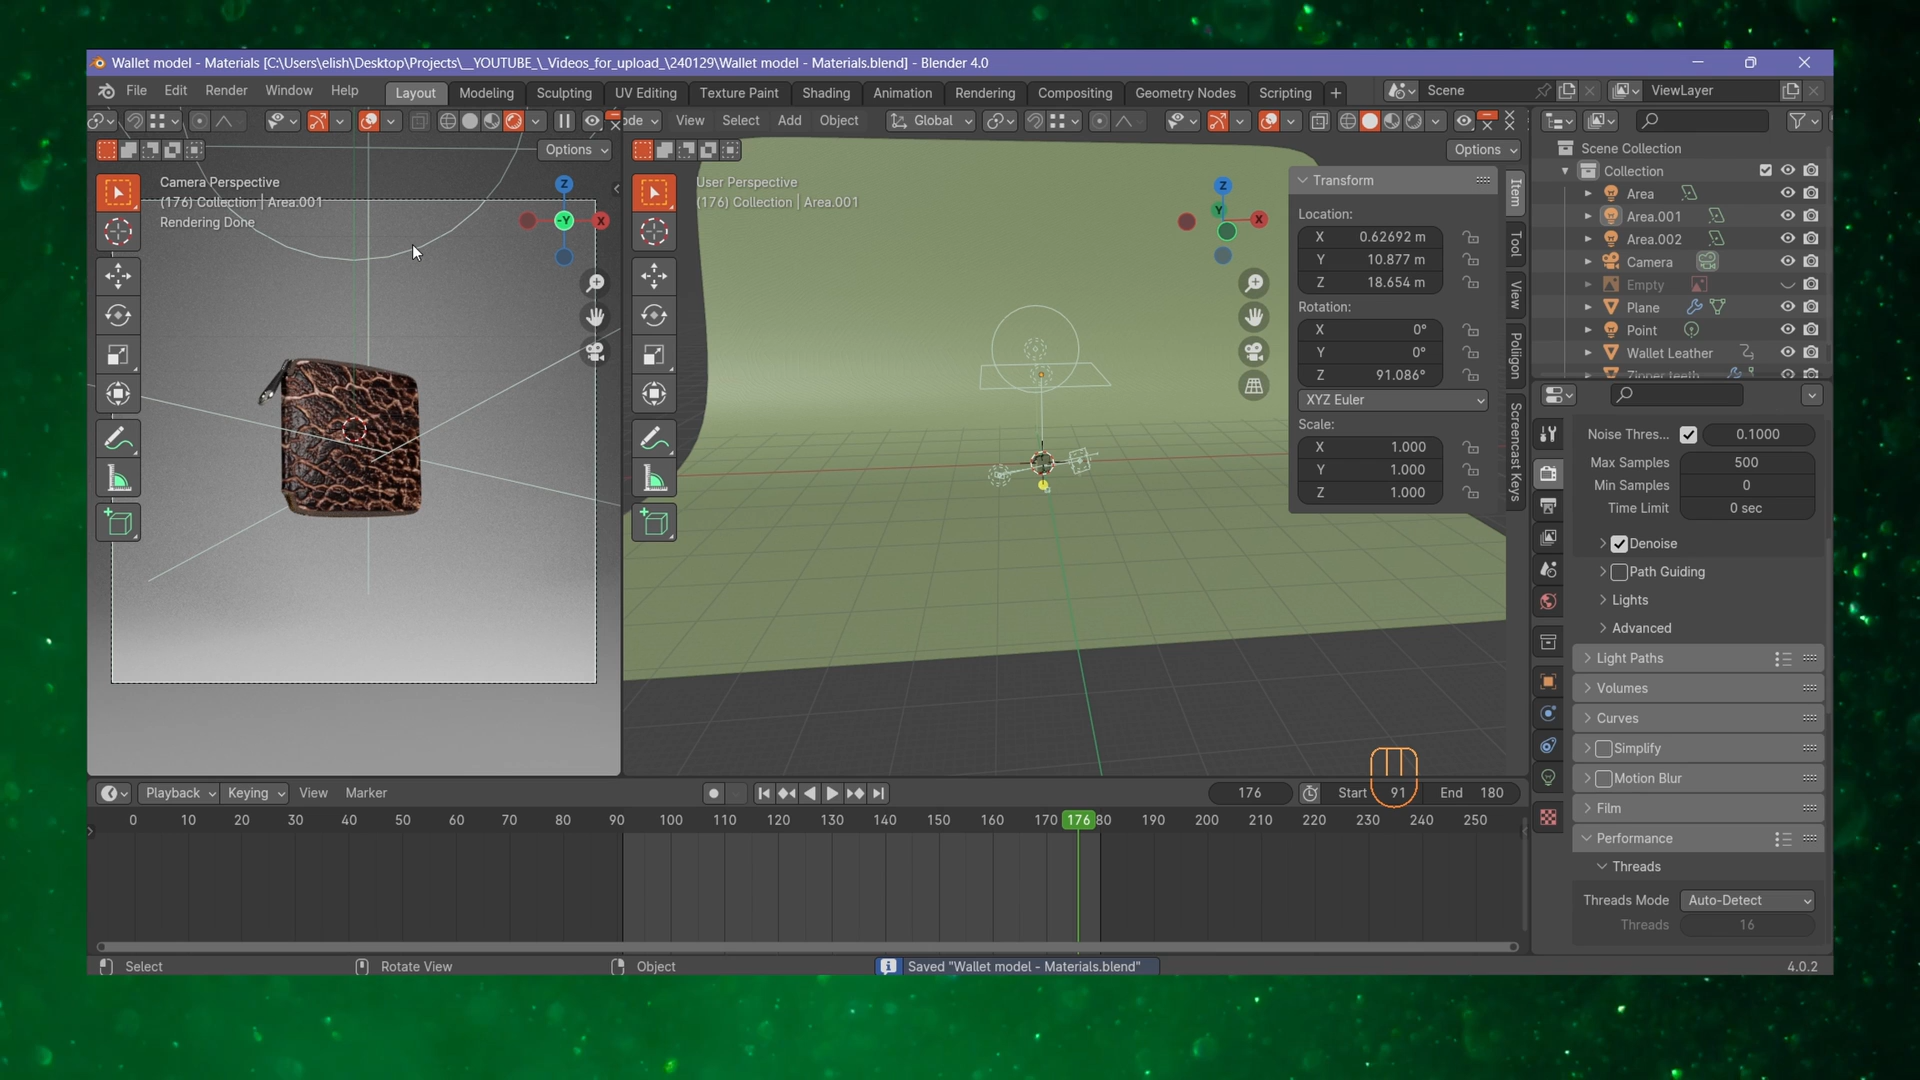 Wallet model - Materials [C:\Users\elish\Desktop\Projects\__YOUTUBE_\_Videos_for_upload_\240129\Wallet model - Materials.blend] - Blender 4.0
File Edit Render Window Help Layout Modeling Sculpting UV Editing Texture Paint Shading Animation Rendering Compositing Geometry Nodes Scripting + Scene ViewLayer
ode View Select Add Object Global
Options
Options
Camera Perspective
(176) Collection | Area.001
Rendering Done
Z
-Y
X
User Perspective
(176) Collection | Area.001
Z
Y
X
Transform
Location:
X 0.62692 m
Y 10.877 m
Z 18.654 m
Rotation:
X 0°
Y 0°
Z 91.086°
XYZ Euler
Scale:
X 1.000
Y 1.000
Z 1.000
Item
Tool
View
Poliigon
Screencast Keys
Scene Collection
Collection
Area
Area.001
Area.002
Camera
Empty
Plane
Point
Wallet Leather
Zipper teeth
Noise Thres... 0.1000
Max Samples 500
Min Samples 0
Time Limit 0 sec
Denoise
Path Guiding
Lights
Advanced
Light Paths
Volumes
Curves
Simplify
Motion Blur
Film
Performance
Threads
Threads Mode Auto-Detect
Threads 16
Playback Keying View Marker 176 Start 91 End 180
0 10 20 30 40 50 60 70 80 90 100 110 120 130 140 150 160 170 176 80 190 200 210 220 230 240 250
Select Rotate View Object Saved "Wallet model - Materials.blend" 4.0.2